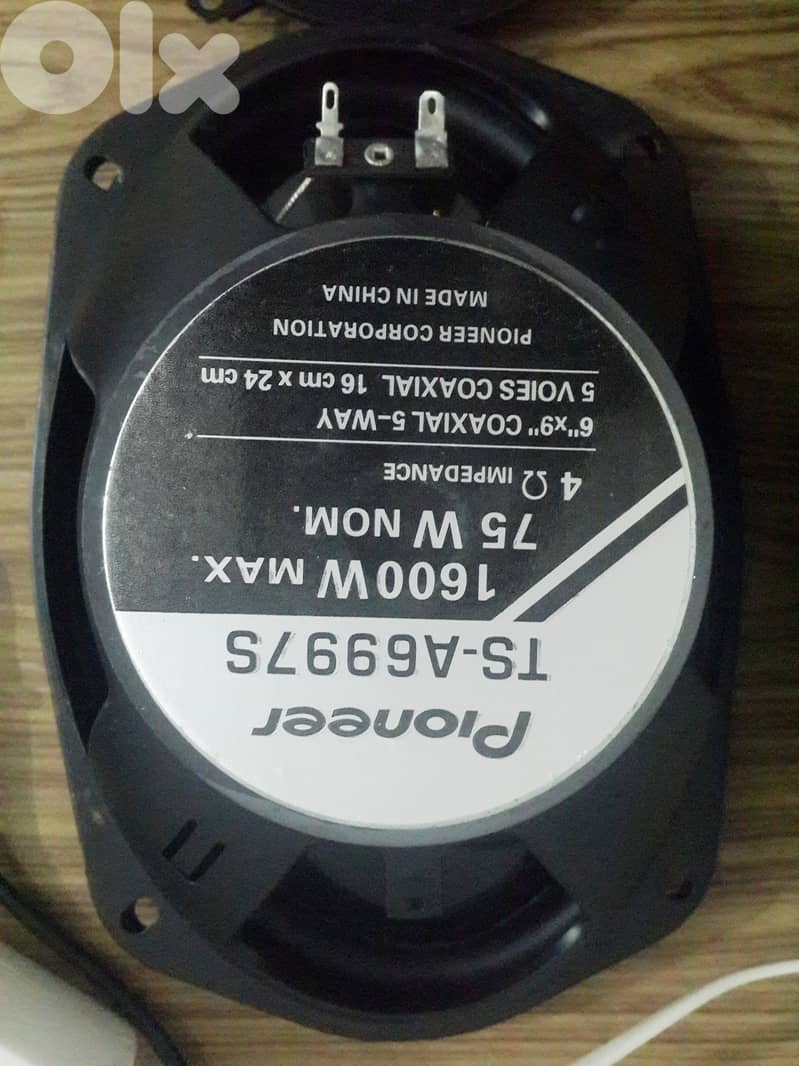 olx
Pioneer
TS-A6997S
1600W MAX.
75 W NOM.
4 Ω IMPEDANCE
6"x9" COAXIAL 5-WAY
5 VOIES COAXIAL 16 cm x 24 cm
PIONEER CORPORATION
MADE IN CHINA